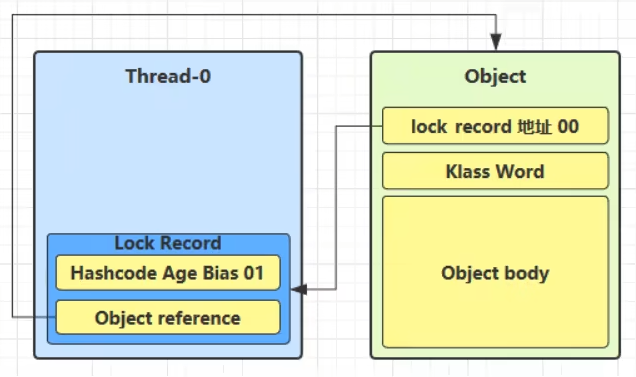 Thread-0
Lock Record
Hashcode Age Bias 01
Object reference
Object
lock record 地址 00
Klass Word
Object body